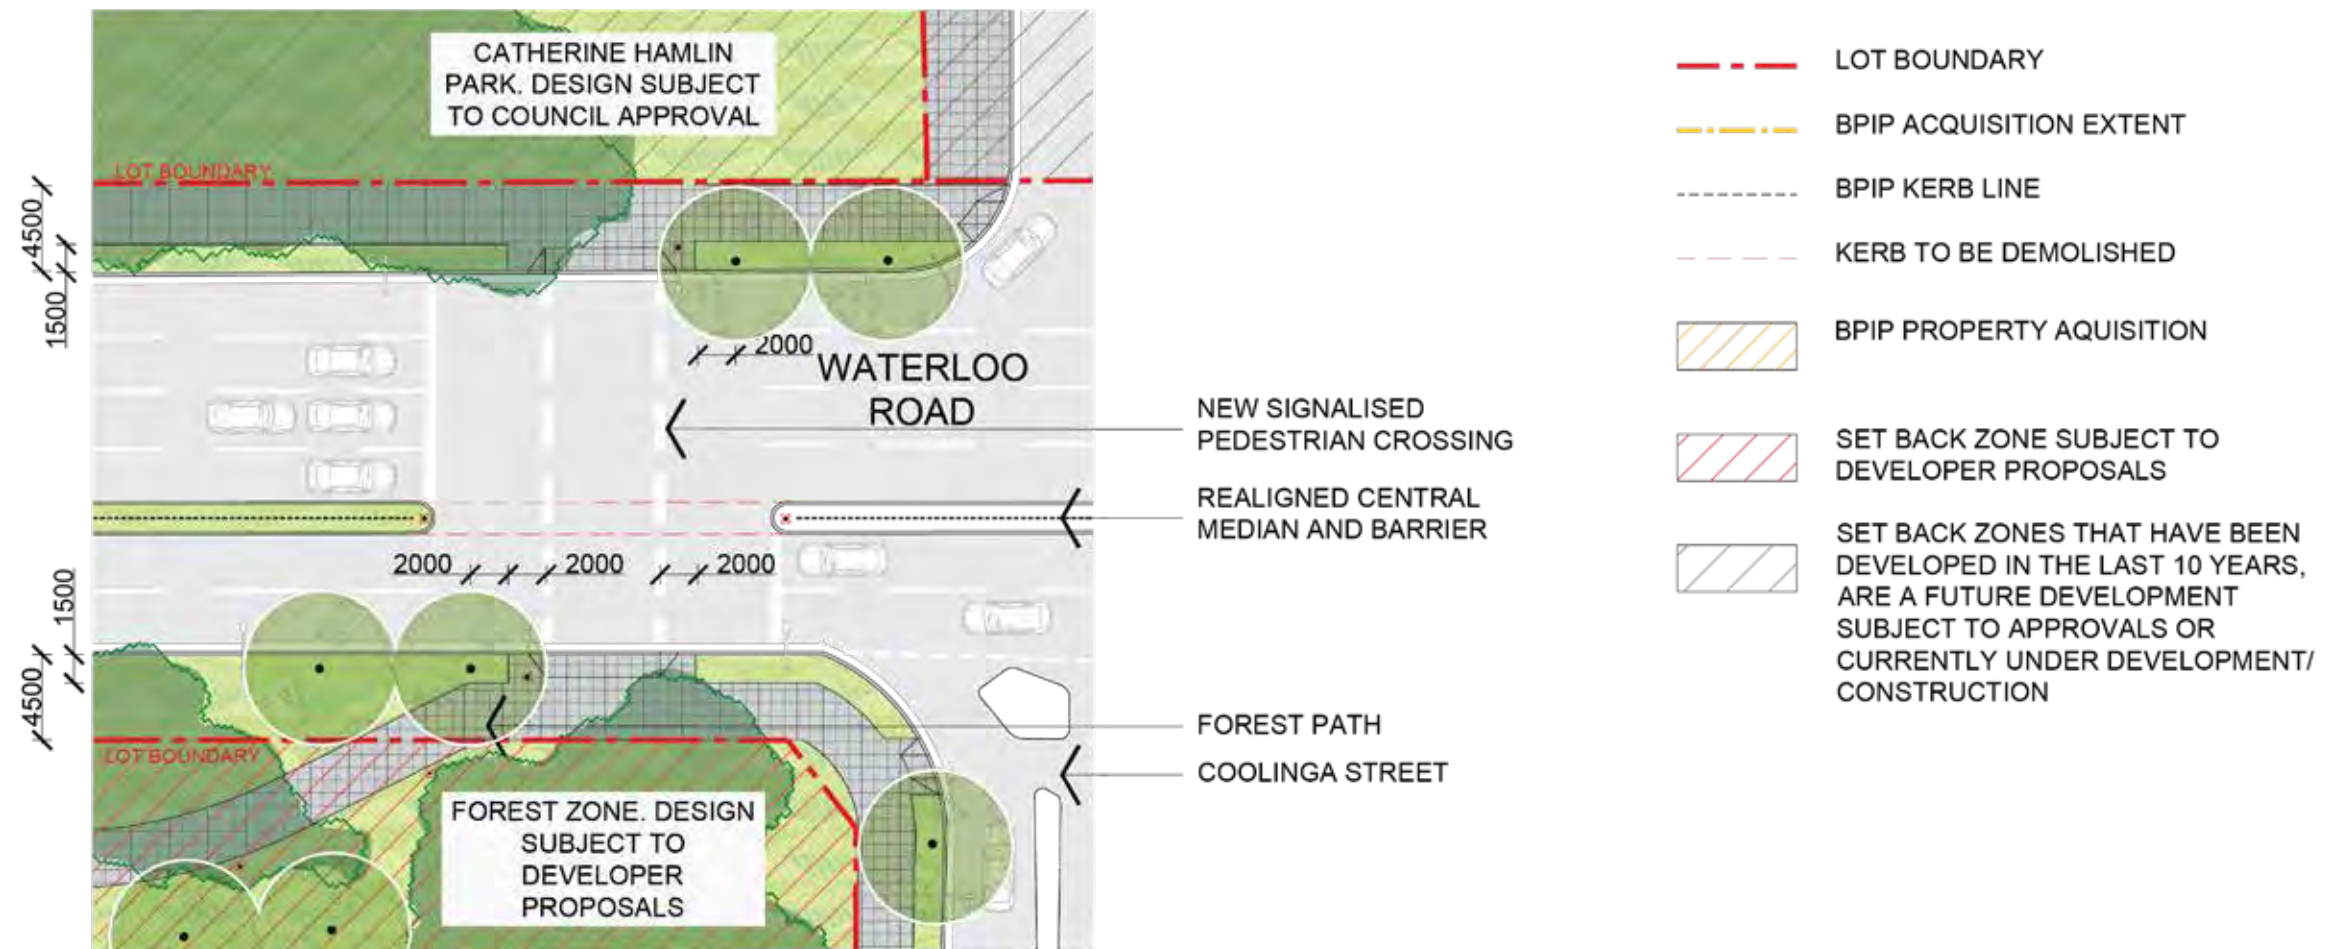 CATHERINE HAMLIN
PARK. DESIGN SUBJECT
TO COUNCIL APPROVAL
LOT BOUNDARY
4500
1500
2000
WATERLOO
ROAD
NEW SIGNALISED
PEDESTRIAN CROSSING
REALIGNED CENTRAL
MEDIAN AND BARRIER
2000
2000
2000
1500
4500
LOT BOUNDARY
FOREST PATH
COOLINGA STREET
FOREST ZONE. DESIGN
SUBJECT TO
DEVELOPER
PROPOSALS
LOT BOUNDARY
BPIP ACQUISITION EXTENT
BPIP KERB LINE
KERB TO BE DEMOLISHED
BPIP PROPERTY AQUISITION
SET BACK ZONE SUBJECT TO
DEVELOPER PROPOSALS
SET BACK ZONES THAT HAVE BEEN
DEVELOPED IN THE LAST 10 YEARS,
ARE A FUTURE DEVELOPMENT
SUBJECT TO APPROVALS OR
CURRENTLY UNDER DEVELOPMENT/
CONSTRUCTION